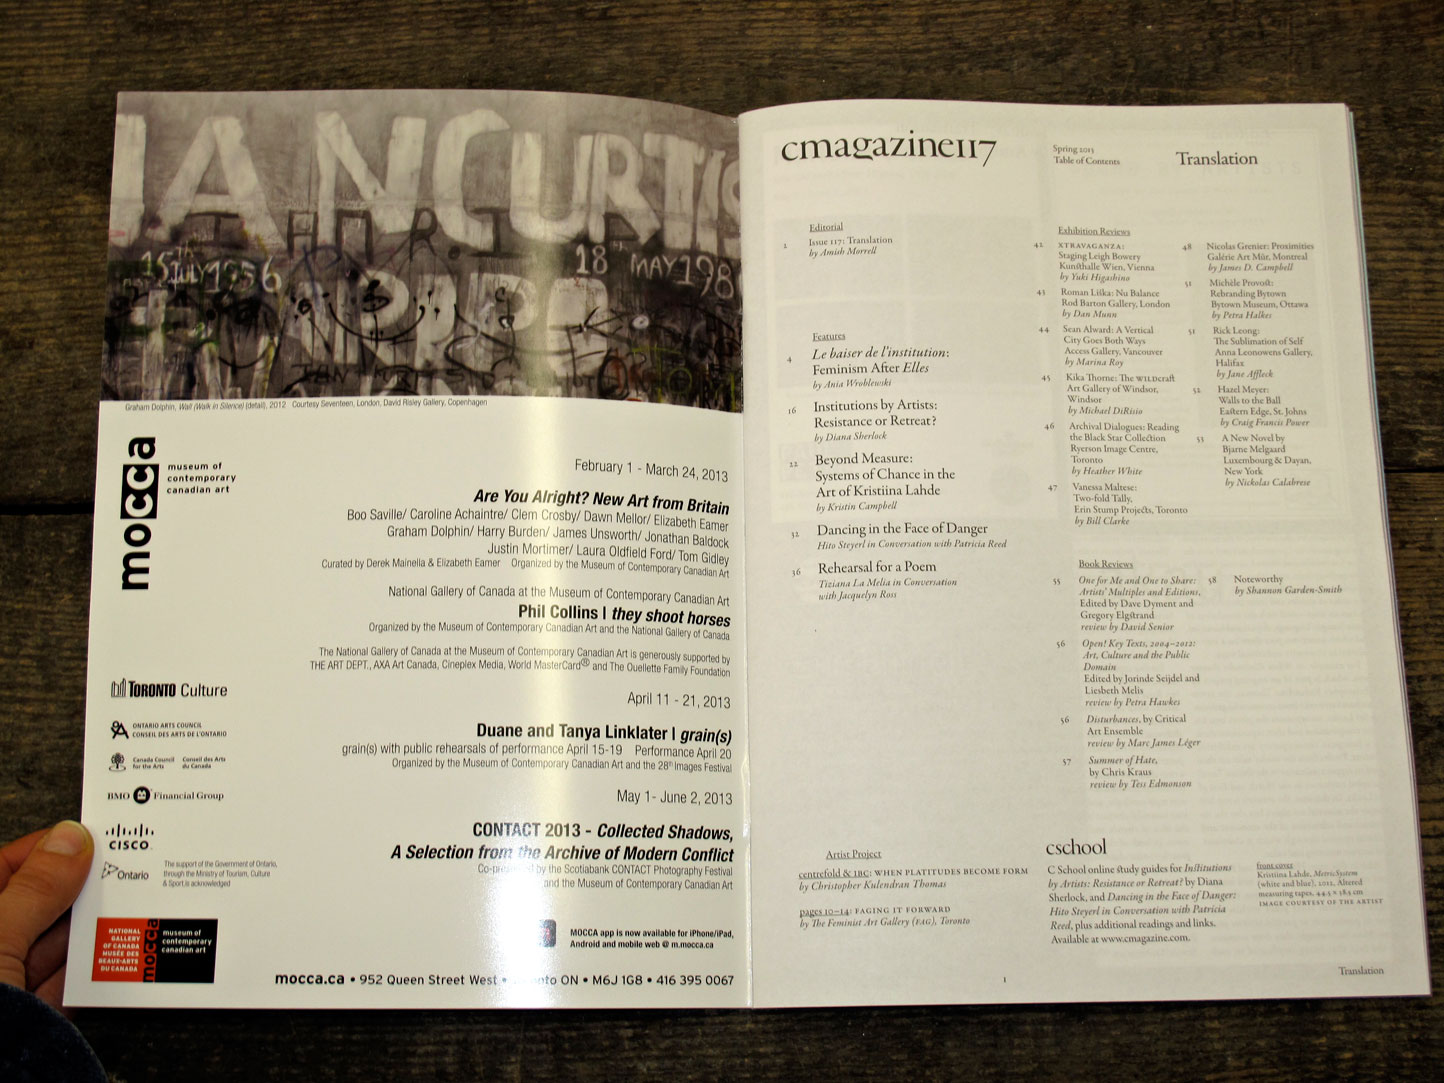 IAN CURTIS
15TH JULY 1956
18TH MAY 198
Graham Dolphin, Wall (Walk in Silence) (detail), 2012 Courtesy Seventeen, London, David Risley Gallery, Copenhagen
mocca
museum of
contemporary
canadian art
February 1 - March 24, 2013
Are You Alright? New Art from Britain
Boo Saville/ Caroline Achaintre/ Clem Crosby/ Dawn Mellor/ Elizabeth Eamer
Graham Dolphin/ Harry Burden/ James Unsworth/ Jonathan Baldock
Justin Mortimer/ Laura Oldfield Ford/ Tom Gidley
Curated by Derek Mainella & Elizabeth Eamer Organized by the Museum of Contemporary Canadian Art
National Gallery of Canada at the Museum of Contemporary Canadian Art
Phil Collins | they shoot horses
Organized by the Museum of Contemporary Canadian Art and the National Gallery of Canada
The National Gallery of Canada at the Museum of Contemporary Canadian Art is generously supported by
THE ART DEPT., AXA Art Canada, Cineplex Media, World MasterCard® and The Ouellette Family Foundation
April 11 - 21, 2013
Duane and Tanya Linklater | grain(s)
grain(s) with public rehearsals of performance April 15-19 Performance April 20
Organized by the Museum of Contemporary Canadian Art and the 28th Images Festival
May 1- June 2, 2013
CONTACT 2013 - Collected Shadows,
A Selection from the Archive of Modern Conflict
by the Scotiabank CONTACT Photography Festival
and the Museum of Contemporary Canadian Art
TORONTO Culture
ONTARIO ARTS COUNCIL
CONSEIL DES ARTS DE L'ONTARIO
Canada Council for the Arts
Conseil des Arts du Canada
BMO Financial Group
CISCO
Ontario
The support of the Government of Ontario,
through the Ministry of Tourism, Culture
& Sport is acknowledged
NATIONAL
GALLERY
OF CANADA
MUSÉE DES
BEAUX-ARTS
DU CANADA
mocca
museum of
contemporary
canadian art
MOCCA app is now available for iPhone/iPad,
Android and mobile web @ m.mocca.ca
mocca.ca • 952 Queen Street West • ON • M6J 1G8 • 416 395 0067
cmagazine117
Spring 2013
Table of Contents
Translation
Editorial
2 Issue 117: Translation
by Amish Morrell
Features
4 Le baiser de l'institution:
Feminism After Elles
by Ania Wroblewski
16 Institutions by Artists:
Resistance or Retreat?
by Diana Sherlock
22 Beyond Measure:
Systems of Chance in the
Art of Kristiina Lahde
by Kristin Campbell
32 Dancing in the Face of Danger
Hito Steyerl in Conversation with Patricia Reed
36 Rehearsal for a Poem
Tiziana La Melia in Conversation
with Jacquelyn Ross
Artist Project
centrefold & IBC: WHEN PLATITUDES BECOME FORM
by Christopher Kulendran Thomas
pages 10–14: FAGING IT FORWARD
by The Feminist Art Gallery (FAG), Toronto
Exhibition Reviews
42 XTRAVAGANZA:
Staging Leigh Bowery
Kunsthalle Wien, Vienna
by Yuki Higashino
43 Roman Liška: Nu Balance
Rod Barton Gallery, London
by Dan Munn
44 Sean Alward: A Vertical
City Goes Both Ways
Access Gallery, Vancouver
by Marina Roy
45 Kika Thorne: The WILDcraft
Art Gallery of Windsor,
Windsor
by Michael DiRisio
46 Archival Dialogues: Reading
the Black Star Collection
Ryerson Image Centre,
Toronto
by Heather White
47 Vanessa Maltese:
Two-fold Tally,
Erin Stump Projects, Toronto
by Bill Clarke
48 Nicolas Grenier: Proximities
Galérie Art Mûr, Montreal
by James D. Campbell
51 Michèle Provost:
Rebranding Bytown
Bytown Museum, Ottawa
by Petra Halkes
51 Rick Leong:
The Sublimation of Self
Anna Leonowens Gallery,
Halifax
by Jane Affleck
52 Hazel Meyer:
Walls to the Ball
Eastern Edge, St. Johns
by Craig Francis Power
53 A New Novel by
Bjarne Melgaard
Luxembourg & Dayan,
New York
by Nickolas Calabrese
Book Reviews
55 One for Me and One to Share:
Artists' Multiples and Editions,
Edited by Dave Dyment and
Gregory Elgstrand
review by David Senior
56 Open! Key Texts, 2004–2012:
Art, Culture and the Public
Domain
Edited by Jorinde Seijdel and
Liesbeth Melis
review by Petra Hawkes
56 Disturbances, by Critical
Art Ensemble
review by Marc James Léger
57 Summer of Hate,
by Chris Kraus
review by Tess Edmonson
58 Noteworthy
by Shannon Garden-Smith
cschool
C School online study guides for Institutions
by Artists: Resistance or Retreat? by Diana
Sherlock, and Dancing in the Face of Danger:
Hito Steyerl in Conversation with Patricia
Reed, plus additional readings and links.
Available at www.cmagazine.com.
front cover
Kristiina Lahde, Metric System
(white and blue), 2012, Altered
measuring tapes, 44.5 × 18.4 cm
IMAGE COURTESY OF THE ARTIST
1
Translation